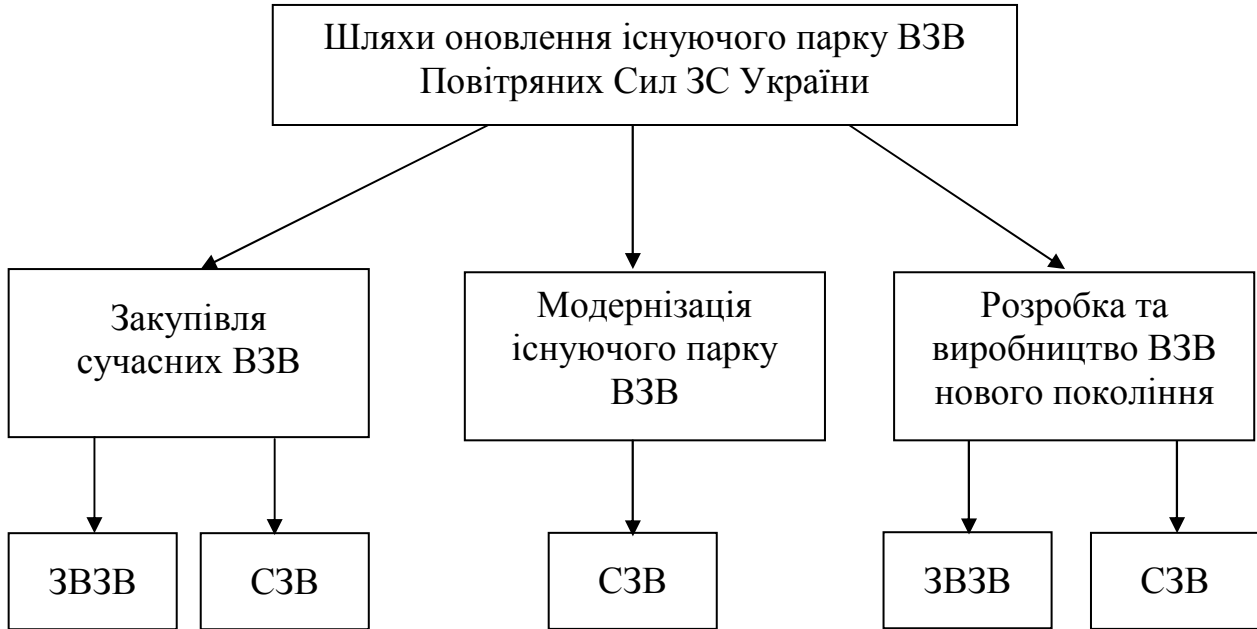 Шляхи оновлення існуючого парку ВЗВ
Повітряних Сил ЗС України
Закупівля
сучасних ВЗВ
Модернізація
існуючого парку
ВЗВ
Розробка та
виробництво ВЗВ
нового покоління
ЗВЗВ
СЗВ
СЗВ
ЗВЗВ
СЗВ